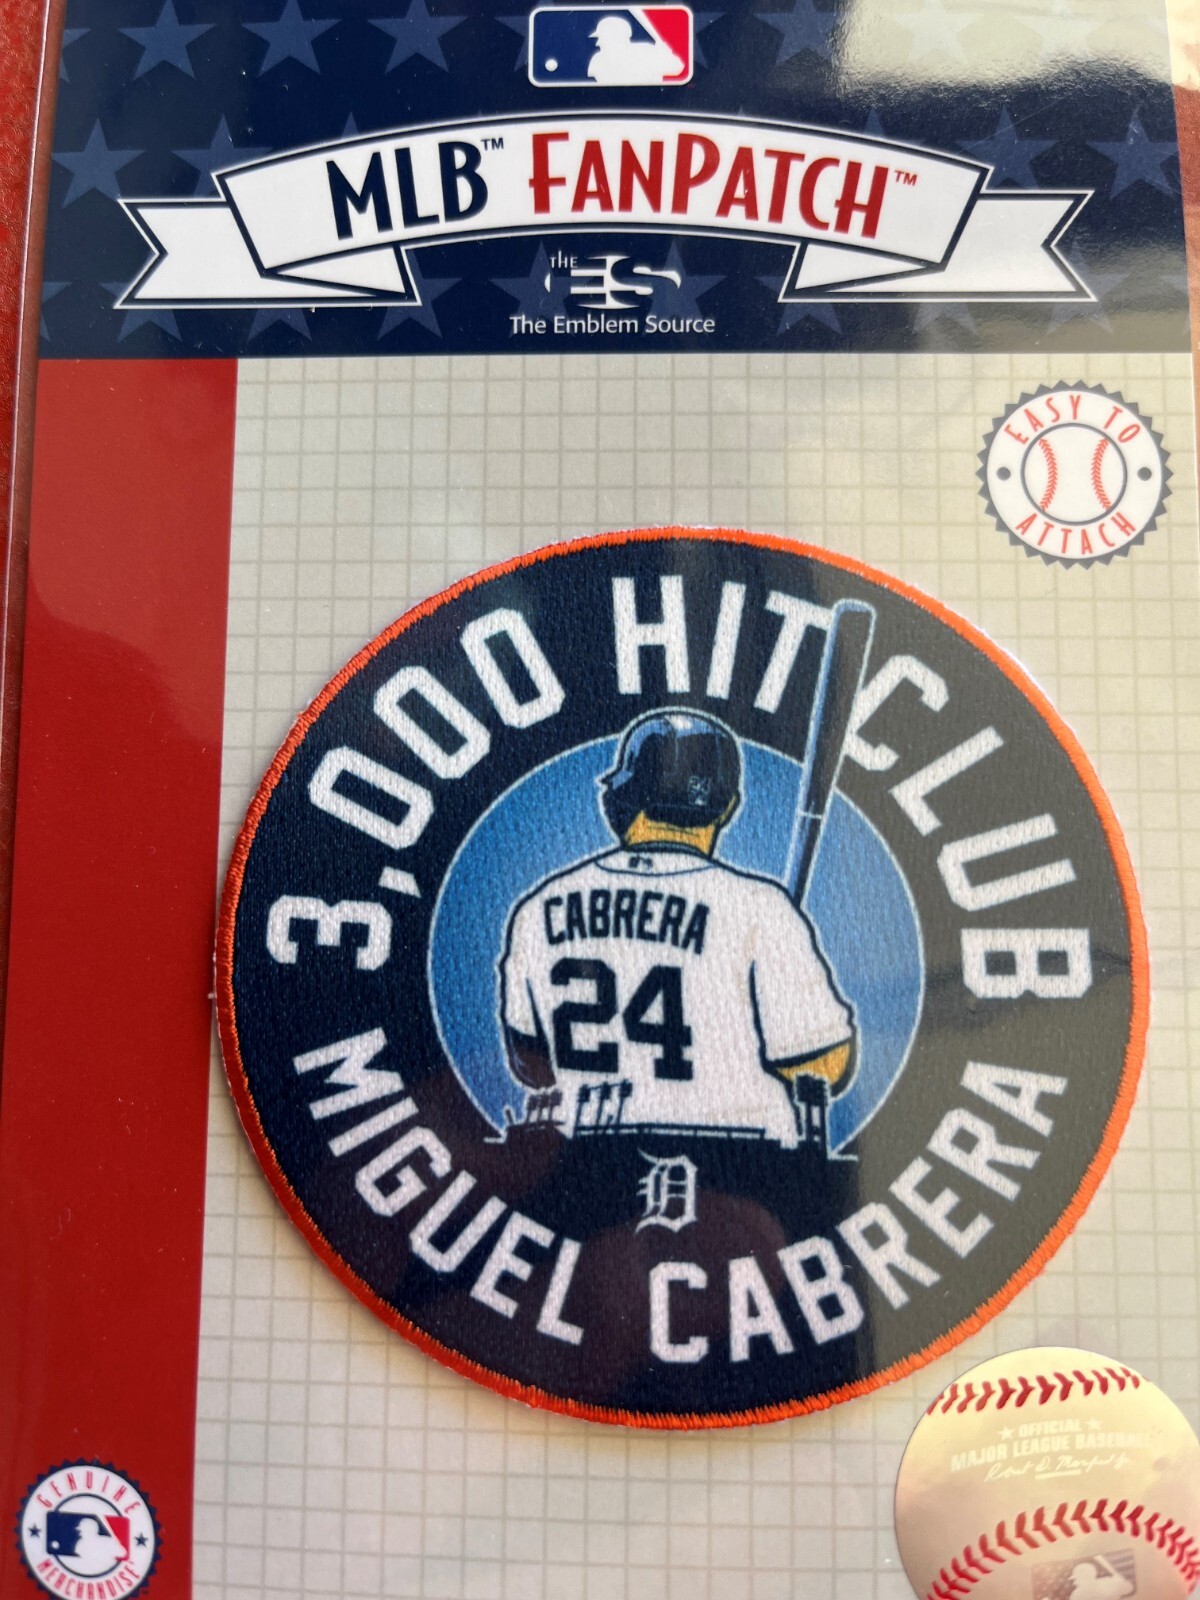 MLB™ FANPATCH™
THE ES
The Emblem Source
EASY TO
ATTACH
3,000 HIT CLUB
CABRERA
24
D
MIGUEL CABRERA
OFFICIAL
MAJOR LEAGUE BASEBALL
GENUINE
MERCHANDISE